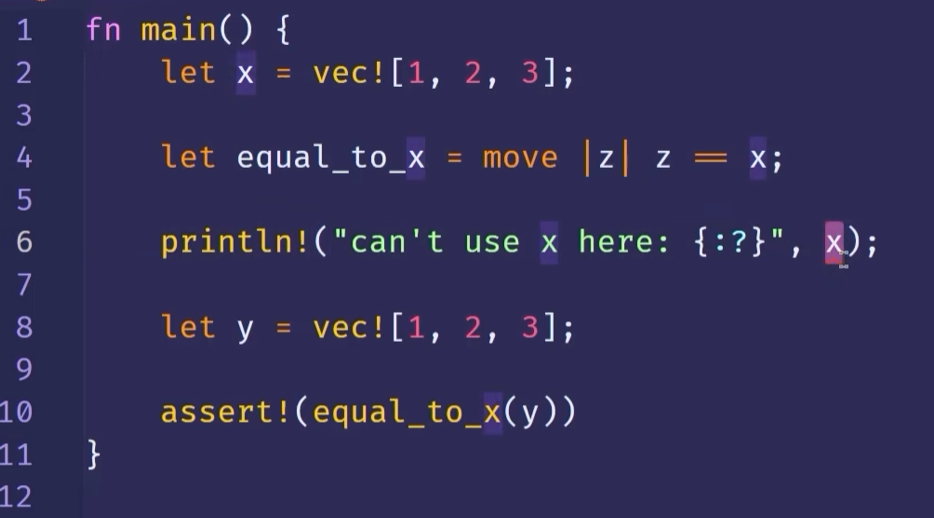 1 fn main() {
2 let x = vec![1, 2, 3];
3
4 let equal_to_x = move |z| z == x;
5
6 println!("can't use x here: {:?}", x);
7
8 let y = vec![1, 2, 3];
9
10 assert!(equal_to_x(y))
11 }
12